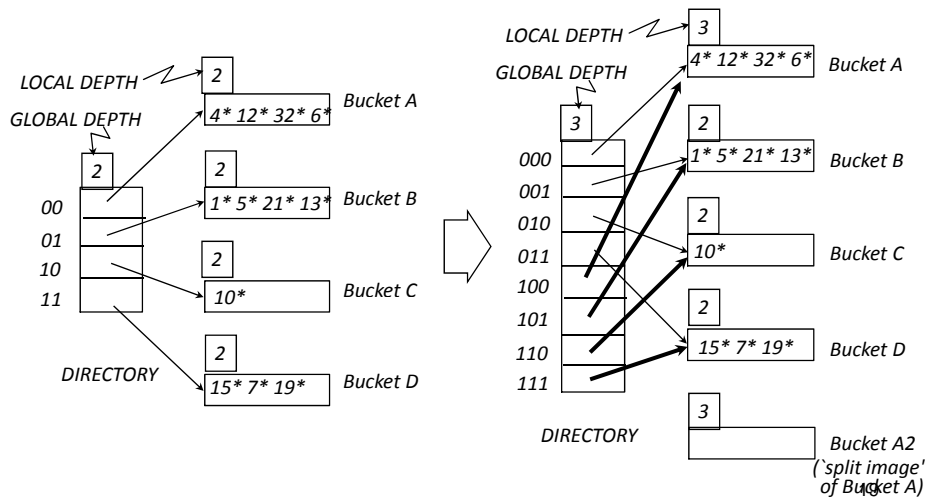 LOCAL DEPTH
2
4* 12* 32* 6*
Bucket A
GLOBAL DEPTH
2
00
01
10
11
2
1* 5* 21* 13*
Bucket B
2
10*
Bucket C
2
15* 7* 19*
Bucket D
DIRECTORY
LOCAL DEPTH
3
4* 12* 32* 6*
Bucket A
GLOBAL DEPTH
3
000
001
010
011
100
101
110
111
2
1* 5* 21* 13*
Bucket B
2
10*
Bucket C
2
15* 7* 19*
Bucket D
3
DIRECTORY
Bucket A2
(`split image'
of Bucket A)